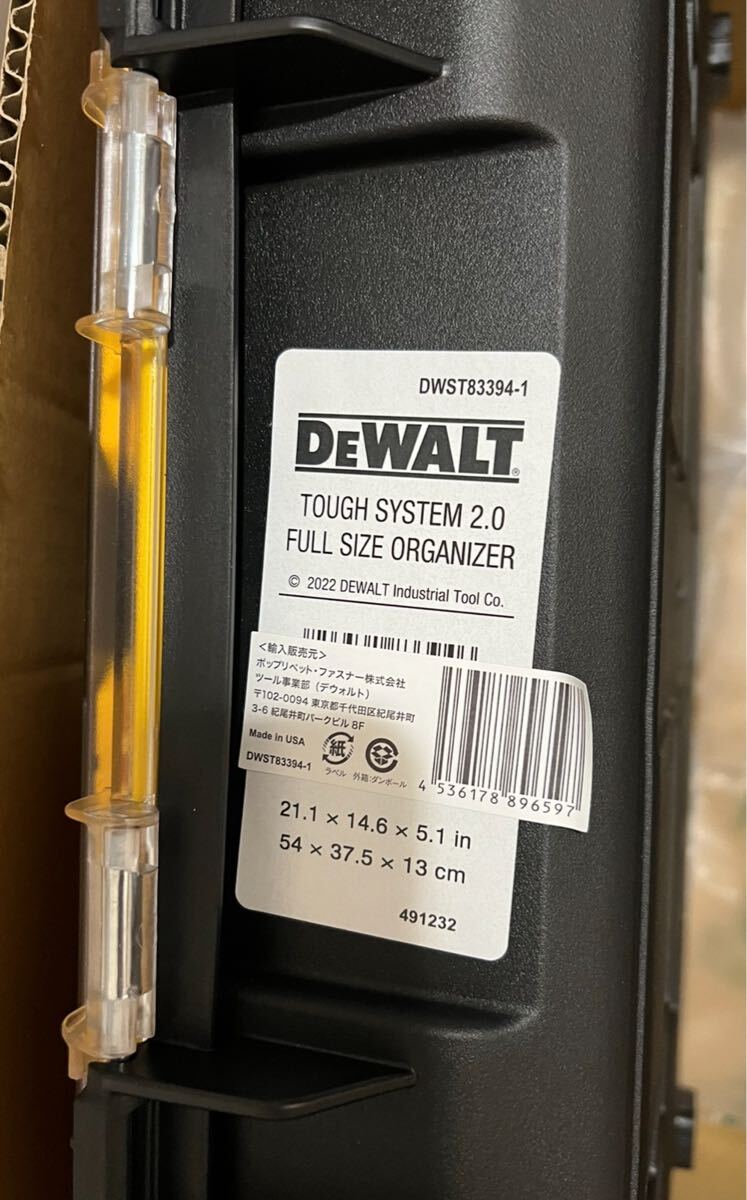 DWST83394-1
DEWALT®
TOUGH SYSTEM 2.0
FULL SIZE ORGANIZER
© 2022 DEWALT Industrial Tool Co.
<輸入販売元>
ポップリベット・ファスナー株式会社
ツール事業部（デウォルト）
〒102-0094 東京都千代田区紀尾井町
3-6 紀尾井町パークビル 8F
Made in USA
DWST83394-1
紙
ラベル
外箱:ダンボール
4 536178 896597
21.1 × 14.6 × 5.1 in
54 × 37.5 × 13 cm
491232